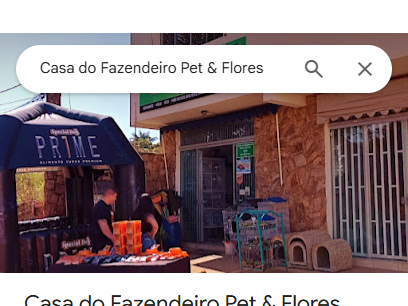 Casa do Fazendeiro Pet & Flores
Special Dog
PRIME
ALIMENTO SUPER PREMIUM
Special Dog
Casa do Fazendeiro Pet & Flores